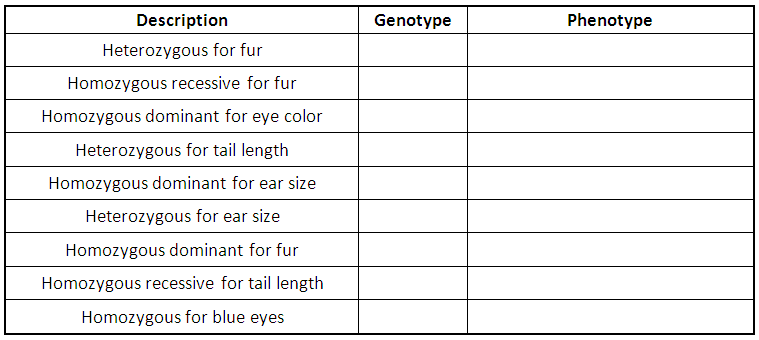 Description Genotype Phenotype
Heterozygous for fur
Homozygous recessive for fur
Homozygous dominant for eye color
Heterozygous for tail length
Homozygous dominant for ear size
Heterozygous for ear size
Homozygous dominant for fur
Homozygous recessive for tail length
Homozygous for blue eyes